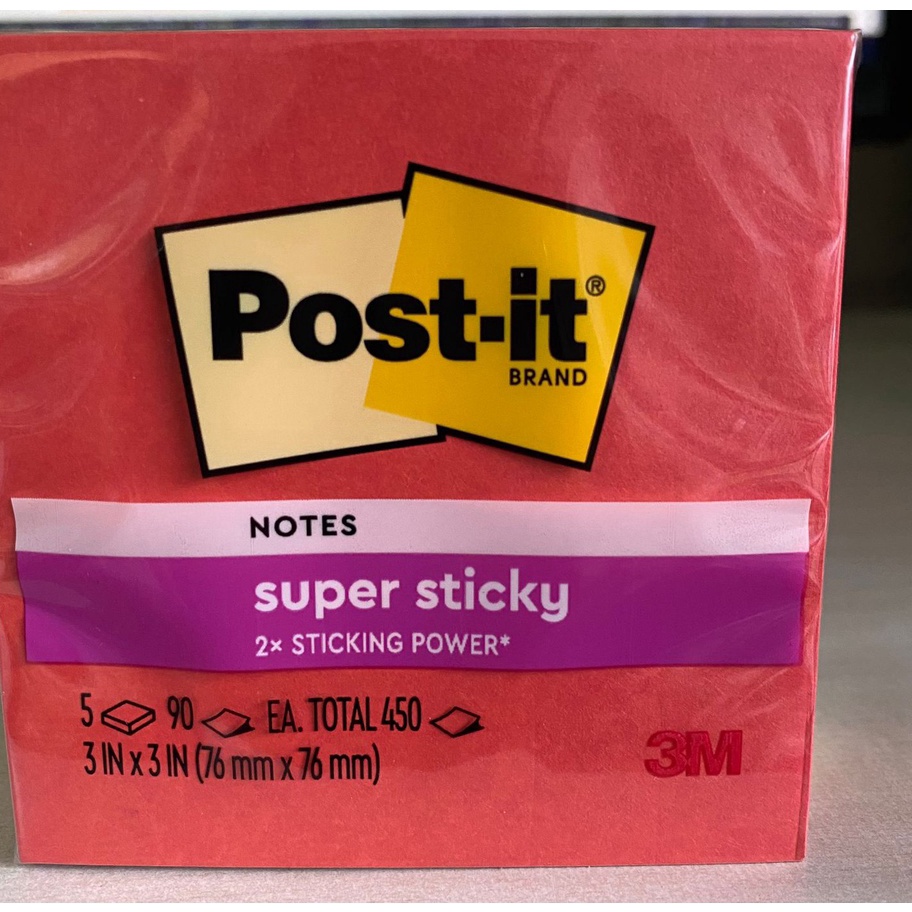 Post-it®
BRAND
NOTES
super sticky
2× STICKING POWER*
5 90 EA. TOTAL 450
3 IN x 3 IN (76 mm x 76 mm)
3M